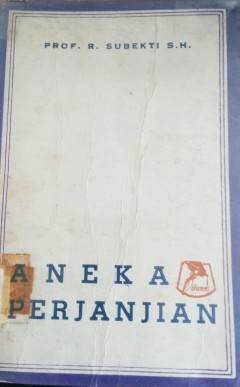 PROF. R. SUBEKTI S.H.
ANEKA
PERJANJIAN